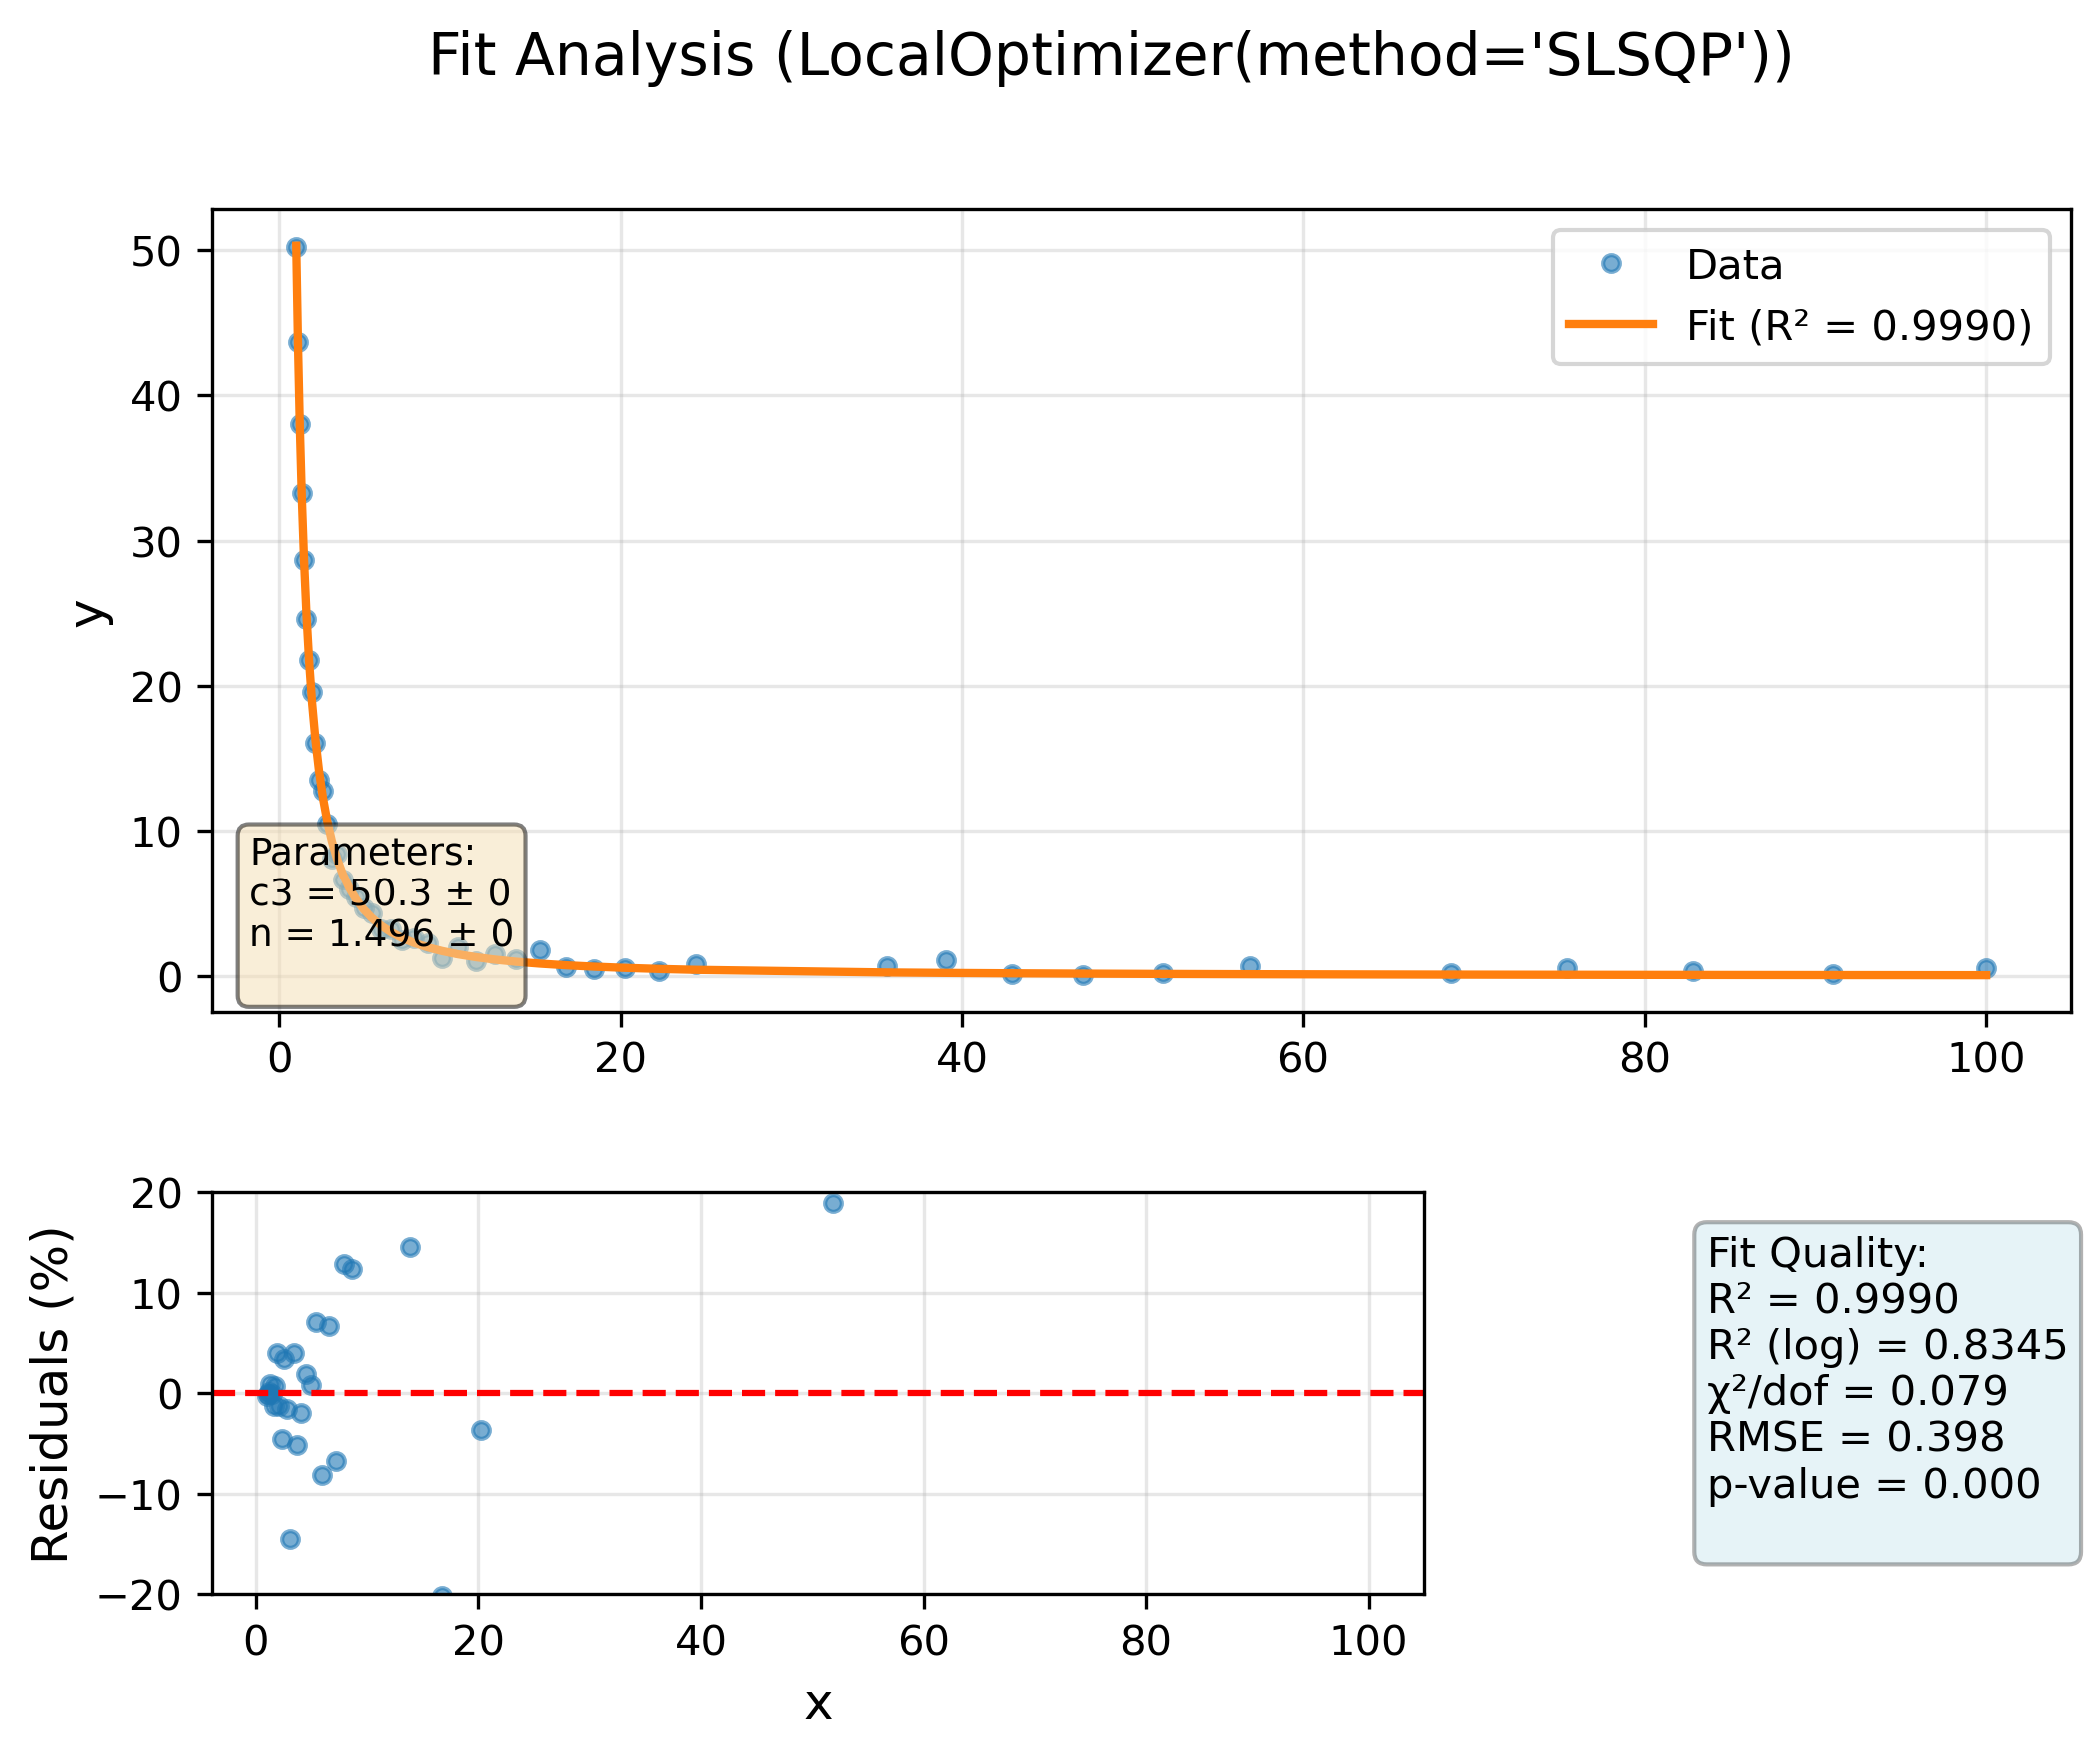 Fit Analysis (LocalOptimizer(method='SLSQP'))
50
40
30
20
10
0
y
Data
Fit (R² = 0.9990)
Parameters:
c3 = 50.3 ± 0
n = 1.496 ± 0
0 20 40 60 80 100
20
10
0
−10
−20
Residuals (%)
0 20 40 60 80 100
x
Fit Quality:
R² = 0.9990
R² (log) = 0.8345
χ²/dof = 0.079
RMSE = 0.398
p-value = 0.000